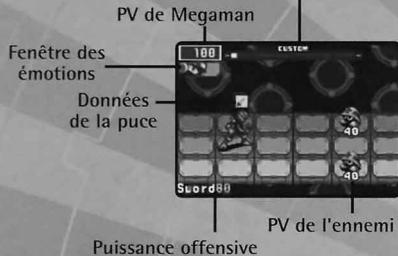 PV de Megaman
Fenêtre des
émotions
100
CUSTOM
Données
de la puce
40
40
Sword80
PV de l'ennemi
Puissance offensive